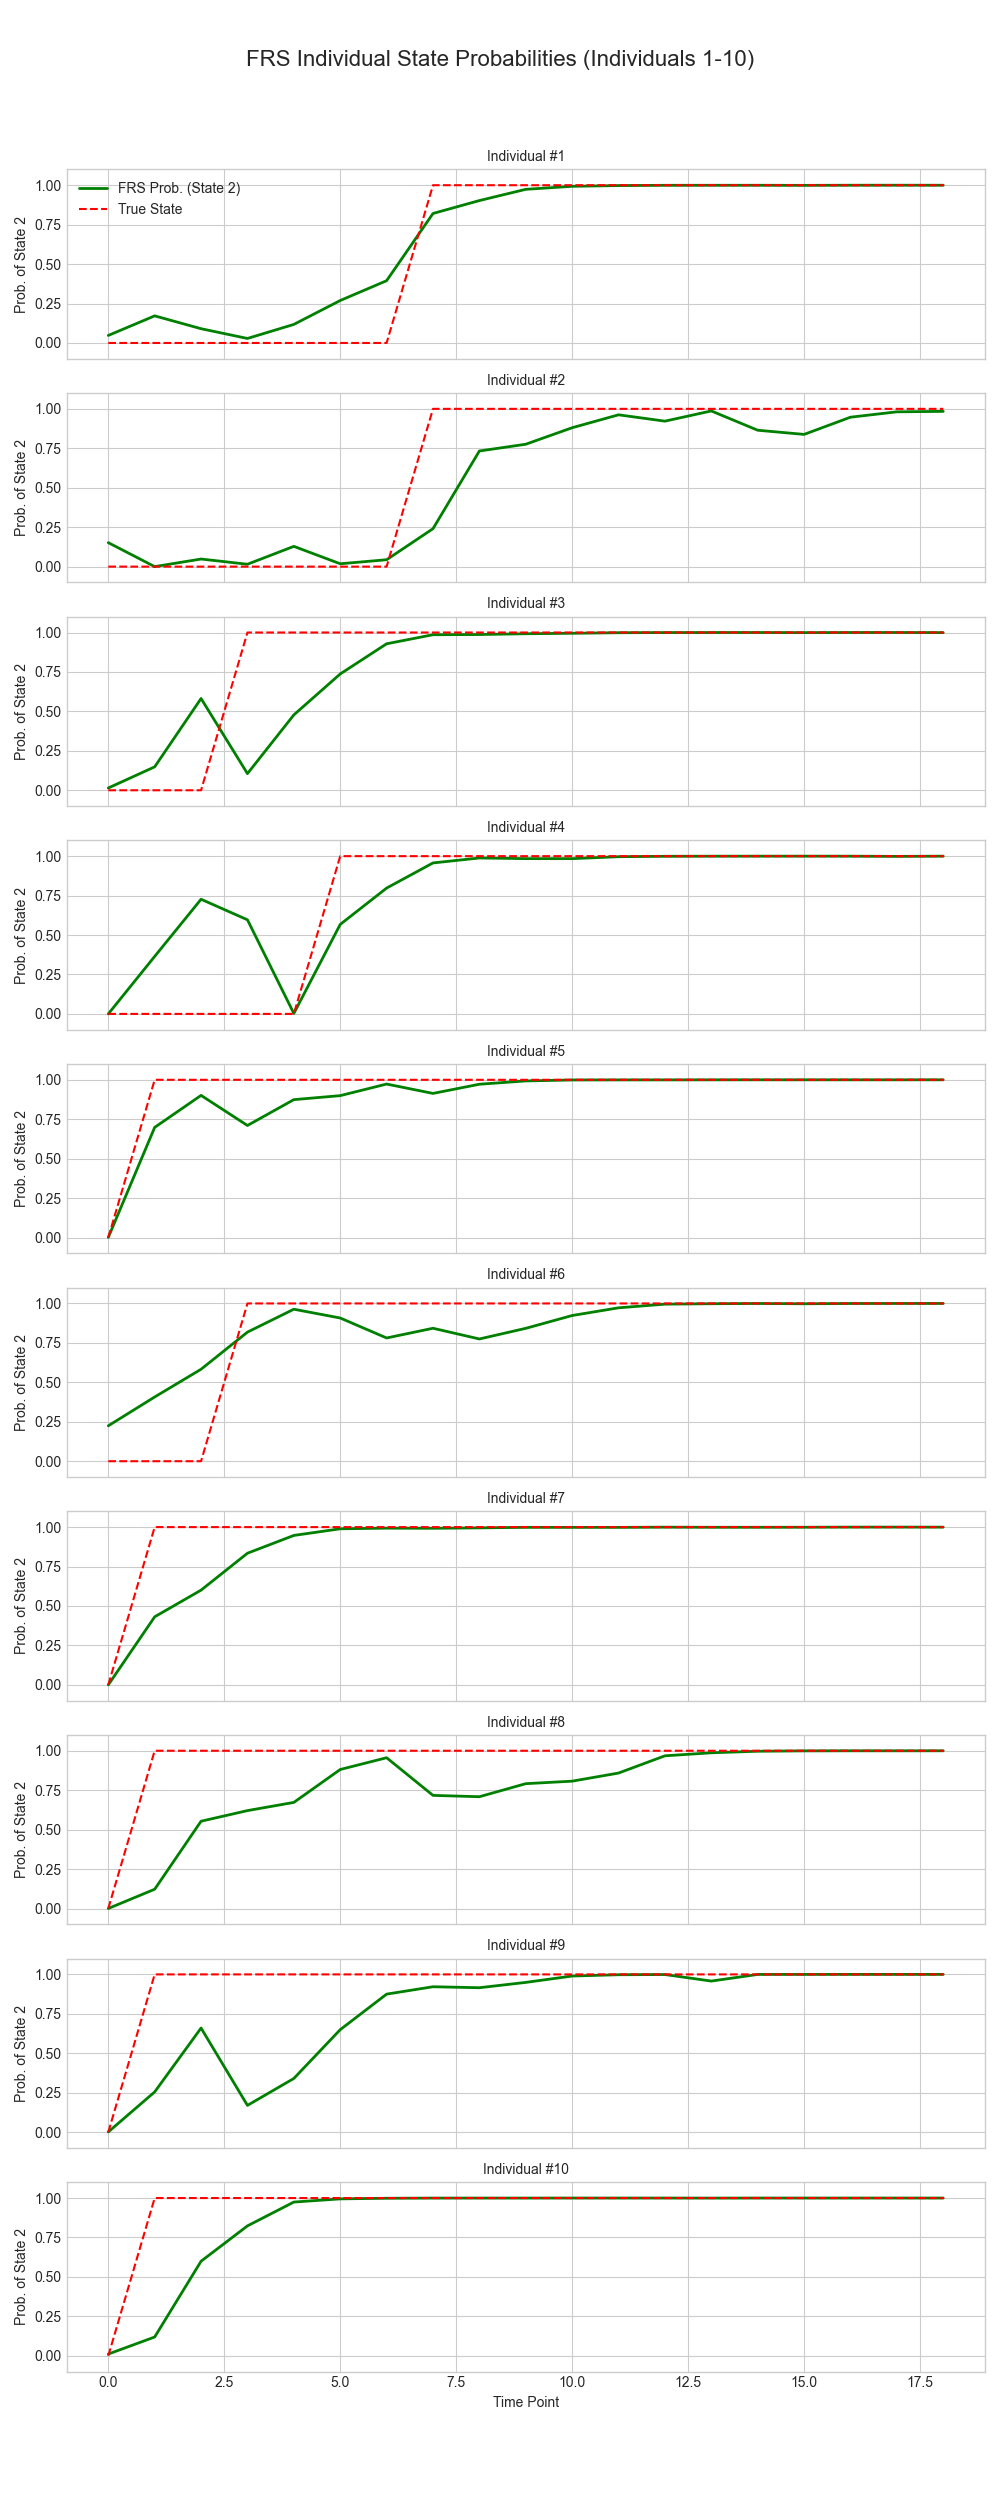 FRS Individual State Probabilities (Individuals 1-10)
Individual #1
1.00
0.75
0.50
0.25
0.00
Prob. of State 2
FRS Prob. (State 2)
True State
Individual #2
1.00
0.75
0.50
0.25
0.00
Prob. of State 2
Individual #3
1.00
0.75
0.50
0.25
0.00
Prob. of State 2
Individual #4
1.00
0.75
0.50
0.25
0.00
Prob. of State 2
Individual #5
1.00
0.75
0.50
0.25
0.00
Prob. of State 2
Individual #6
1.00
0.75
0.50
0.25
0.00
Prob. of State 2
Individual #7
1.00
0.75
0.50
0.25
0.00
Prob. of State 2
Individual #8
1.00
0.75
0.50
0.25
0.00
Prob. of State 2
Individual #9
1.00
0.75
0.50
0.25
0.00
Prob. of State 2
Individual #10
1.00
0.75
0.50
0.25
0.00
Prob. of State 2
0.0 2.5 5.0 7.5 10.0 12.5 15.0 17.5
Time Point